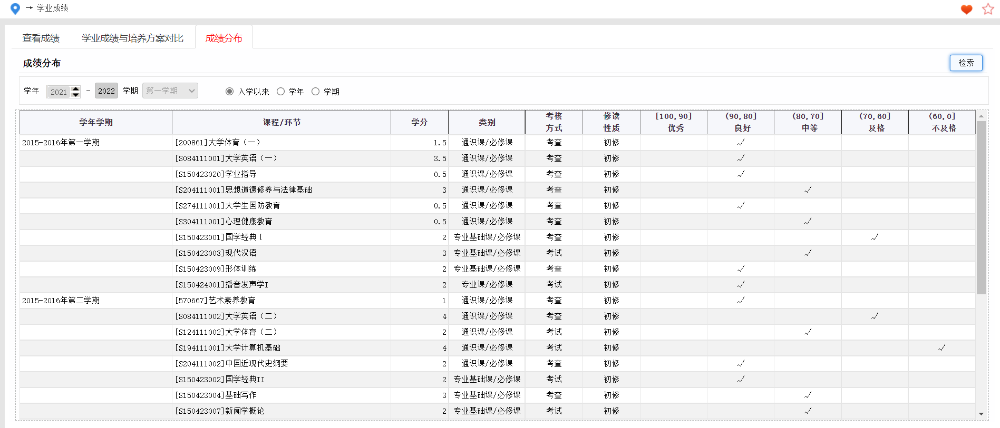 → 学业成绩
查看成绩 学业成绩与培养方案对比 成绩分布
成绩分布 检索
学年 2021 - 2022 学期 第一学期 入学以来 学年 学期
学年学期 课程/环节 学分 类别 考核方式 修读性质 [100,90]优秀 (90,80]良好 (80,70]中等 (70,60]及格 (60,0]不及格
2015-2016年第一学期 [200861]大学体育（一） 1.5 通识课/必修课 考查 初修 ✓
[S084111001]大学英语（一） 3.5 通识课/必修课 考查 初修 ✓
[S150423020]学业指导 0.5 通识课/必修课 考查 初修 ✓
[S204111001]思想道德修养与法律基础 3 通识课/必修课 考查 初修 ✓
[S274111001]大学生国防教育 0.5 通识课/必修课 考查 初修 ✓
[S304111001]心理健康教育 0.5 通识课/必修课 考查 初修 ✓
[S150423001]国学经典Ⅰ 2 专业基础课/必修课 考查 初修 ✓
[S150423003]现代汉语 3 专业基础课/必修课 考试 初修 ✓
[S150423009]形体训练 2 专业基础课/必修课 考查 初修 ✓
[S150424001]播音发声学I 2 专业课/必修课 考试 初修 ✓
2015-2016年第二学期 [570667]艺术素养教育 1 通识课/必修课 考查 初修 ✓
[S084111002]大学英语（二） 4 通识课/必修课 考查 初修 ✓
[S124111002]大学体育（二） 2 通识课/必修课 考试 初修 ✓
[S194111001]大学计算机基础 4 通识课/必修课 考试 初修 ✓
[S204111002]中国近现代史纲要 2 通识课/必修课 考查 初修 ✓
[S150423002]国学经典II 2 专业基础课/必修课 考试 初修 ✓
[S150423004]基础写作 3 专业基础课/必修课 考查 初修 ✓
[S150423007]新闻学概论 2 专业基础课/必修课 考试 初修 ✓